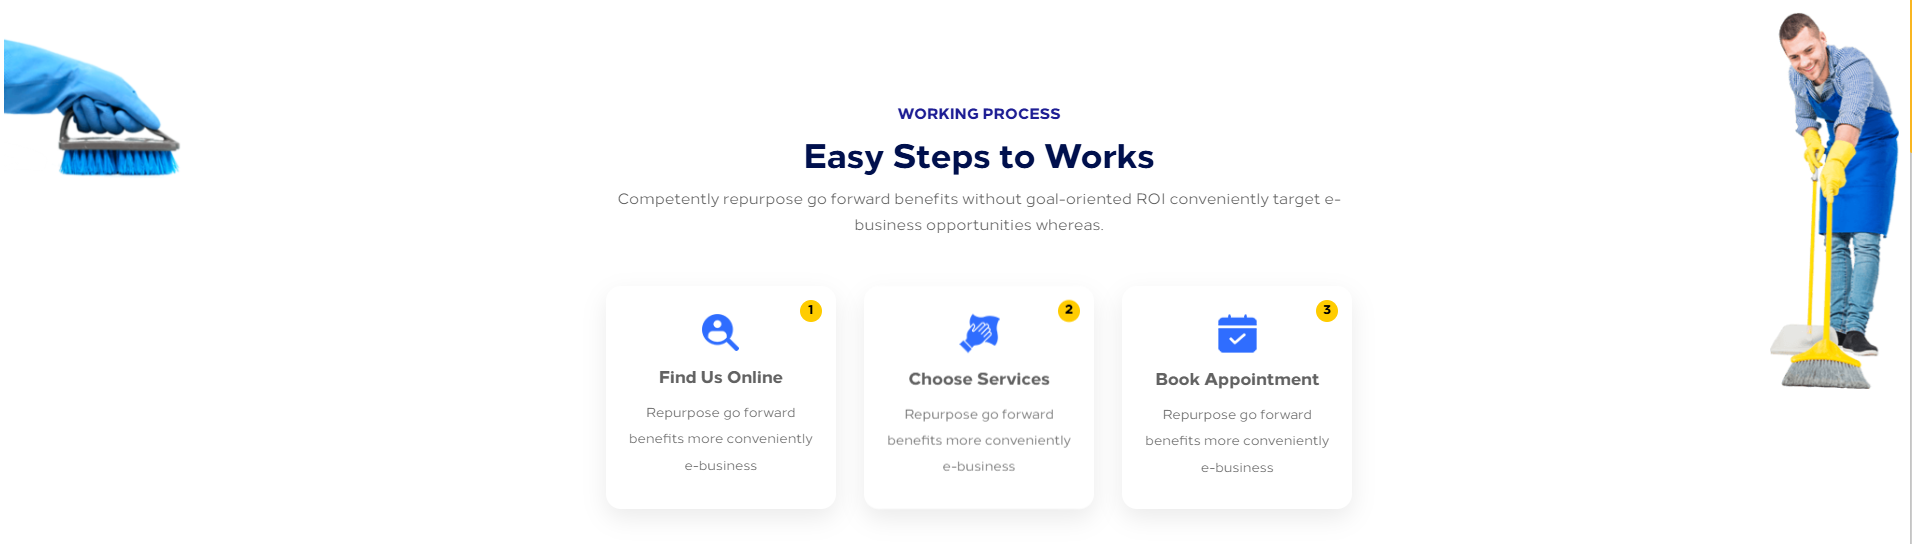 WORKING PROCESS
Easy Steps to Works
Competently repurpose go forward benefits without goal-oriented ROI conveniently target e-
business opportunities whereas.
1
Find Us Online
Repurpose go forward
benefits more conveniently
e-business
2
Choose Services
Repurpose go forward
benefits more conveniently
e-business
3
Book Appointment
Repurpose go forward
benefits more conveniently
e-business